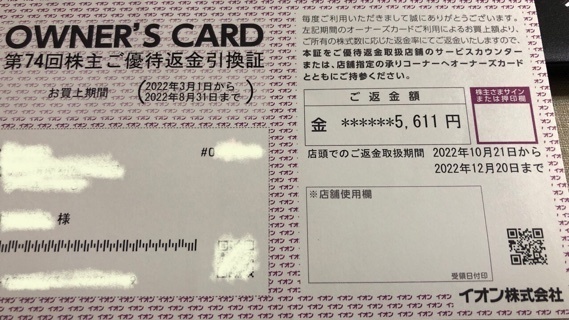 OWNER'S CARD
第74回株主ご優待返金引換証
お買上期間
(2022年3月1日から
2022年8月31日まで)
#0
様
毎度ご利用いただきまして誠にありがとうございます。
左記期間のオーナーズカードご利用によるお買上額より、
ご所有の株式数に応じた返金率にてご返金いたしますので、
本証をご優待返金取扱店舗のサービスカウンター
または、店舗指定の承りコーナーへオーナーズカード
とともにご持参ください。
ご返金額
金 ******5,611 円
株主さまサイン
または押印欄
店頭でのご返金取扱期間 2022年10月21日から
2022年12月20日まで
※店舗使用欄
受領日付印
イオン株式会社